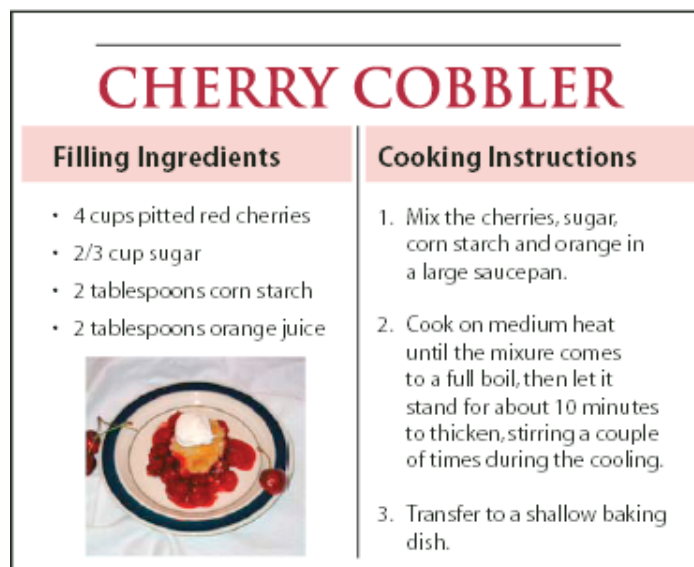 CHERRY COBBLER
Filling Ingredients
• 4 cups pitted red cherries
• 2/3 cup sugar
• 2 tablespoons corn starch
• 2 tablespoons orange juice
Cooking Instructions
1. Mix the cherries, sugar,
corn starch and orange in
a large saucepan.
2. Cook on medium heat
until the mixure comes
to a full boil, then let it
stand for about 10 minutes
to thicken, stirring a couple
of times during the cooling.
3. Transfer to a shallow baking
dish.